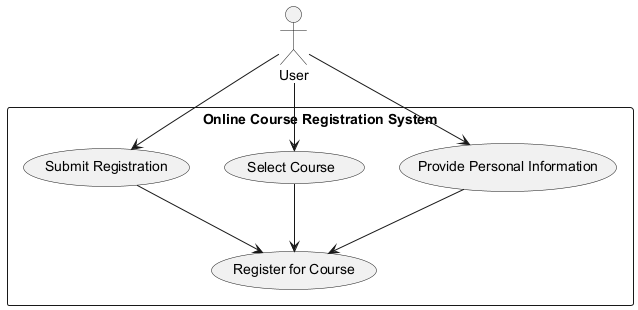 User
Online Course Registration System
Submit Registration
Select Course
Provide Personal Information
Register for Course